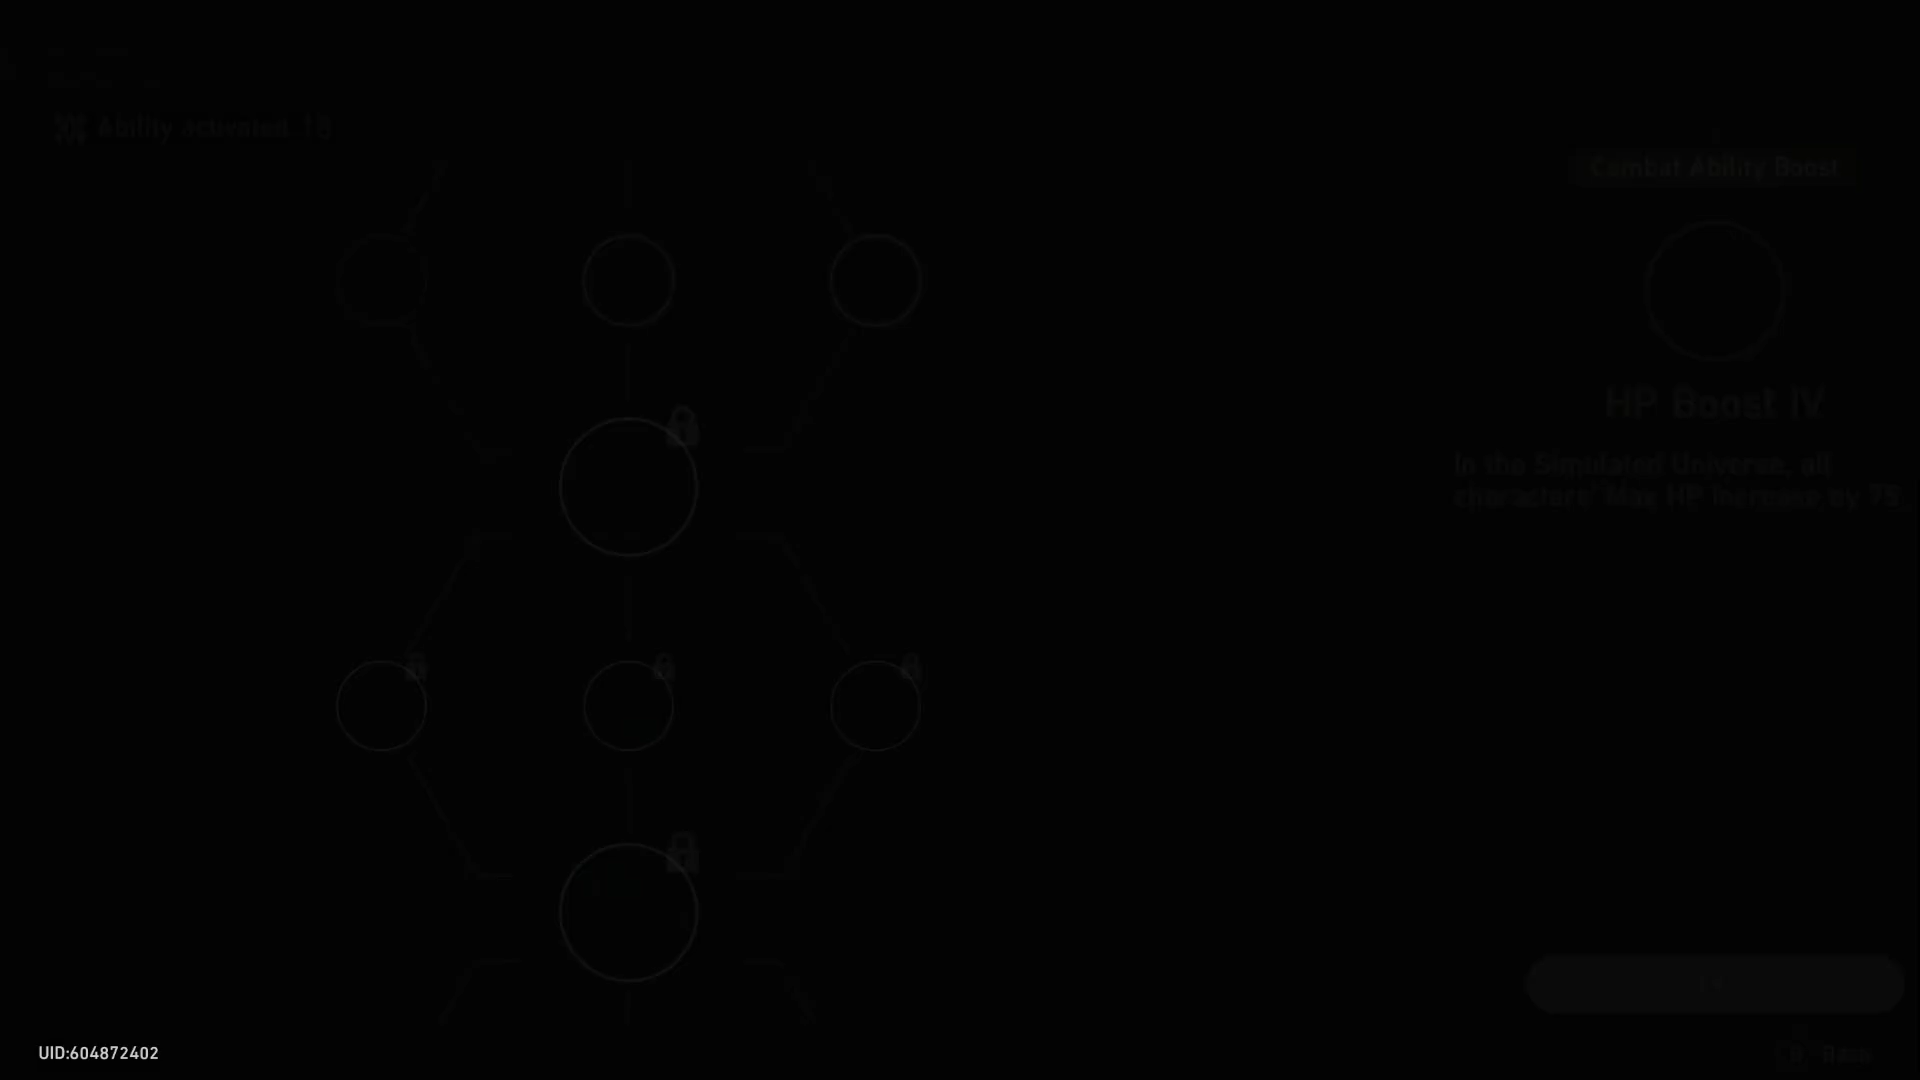 Ability activated
Combat Ability Boost
HP Boost IV
In the Simulated Universe, all
characters' Max HP increase by 75.
UID:604872402